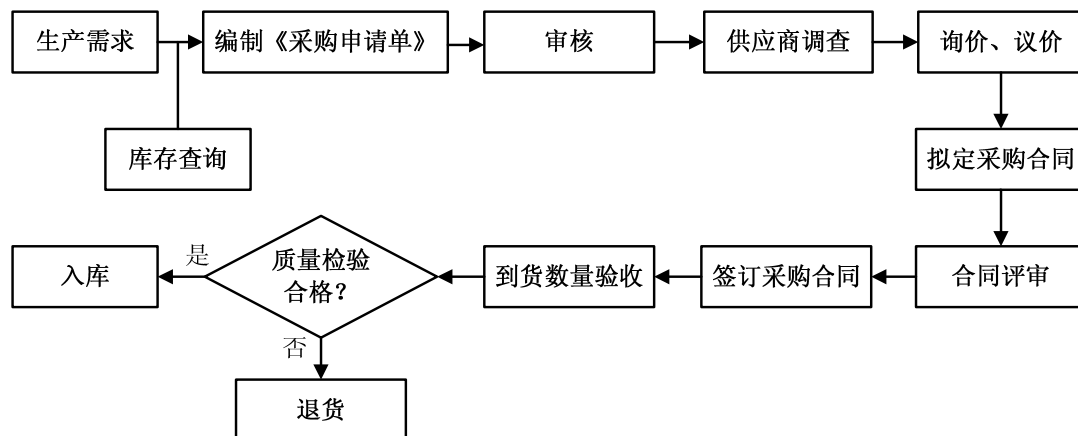 生产需求
编制《采购申请单》
审核
供应商调查
询价、议价
库存查询
拟定采购合同
合同评审
签订采购合同
到货数量验收
质量检验
合格？
是
入库
否
退货